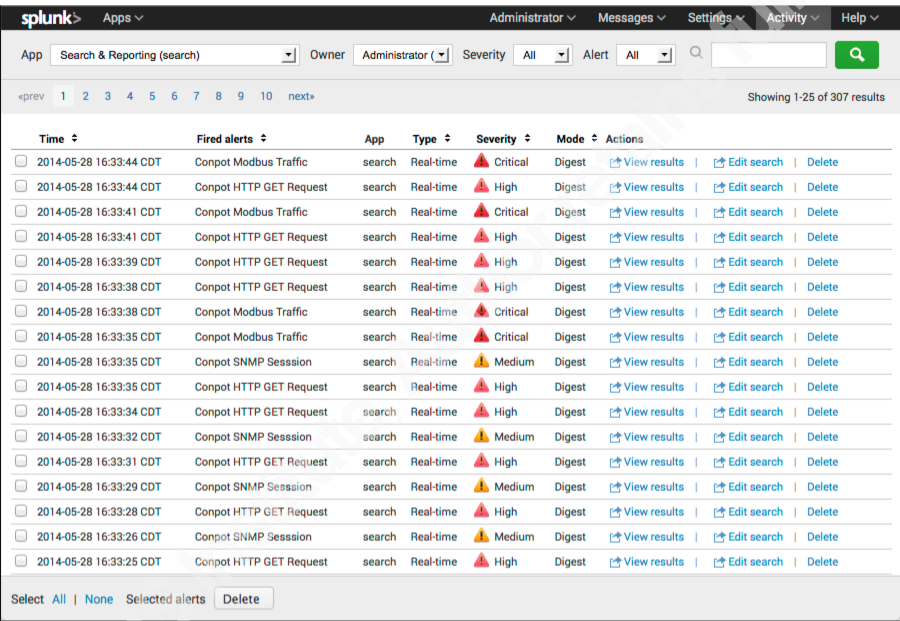 splunk> Apps Administrator Messages Settings Activity Help
App Search & Reporting (search) Owner Administrator ( Severity All Alert All
«prev 1 2 3 4 5 6 7 8 9 10 next» Showing 1-25 of 307 results
Time Fired alerts App Type Severity Mode Actions
2014-05-28 16:33:44 CDT Conpot Modbus Traffic search Real-time Critical Digest View results | Edit search | Delete
2014-05-28 16:33:44 CDT Conpot HTTP GET Request search Real-time High Digest View results | Edit search | Delete
2014-05-28 16:33:41 CDT Conpot Modbus Traffic search Real-time Critical Digest View results | Edit search | Delete
2014-05-28 16:33:41 CDT Conpot HTTP GET Request search Real-time High Digest View results | Edit search | Delete
2014-05-28 16:33:39 CDT Conpot HTTP GET Request search Real-time High Digest View results | Edit search | Delete
2014-05-28 16:33:38 CDT Conpot HTTP GET Request search Real-time High Digest View results | Edit search | Delete
2014-05-28 16:33:38 CDT Conpot Modbus Traffic search Real-time Critical Digest View results | Edit search | Delete
2014-05-28 16:33:35 CDT Conpot Modbus Traffic search Real-time Critical Digest View results | Edit search | Delete
2014-05-28 16:33:35 CDT Conpot SNMP Sesssion search Real-time Medium Digest View results | Edit search | Delete
2014-05-28 16:33:35 CDT Conpot HTTP GET Request search Real-time High Digest View results | Edit search | Delete
2014-05-28 16:33:34 CDT Conpot HTTP GET Request search Real-time High Digest View results | Edit search | Delete
2014-05-28 16:33:32 CDT Conpot SNMP Sesssion search Real-time Medium Digest View results | Edit search | Delete
2014-05-28 16:33:31 CDT Conpot HTTP GET Request search Real-time High Digest View results | Edit search | Delete
2014-05-28 16:33:29 CDT Conpot SNMP Sesssion search Real-time Medium Digest View results | Edit search | Delete
2014-05-28 16:33:28 CDT Conpot HTTP GET Request search Real-time High Digest View results | Edit search | Delete
2014-05-28 16:33:26 CDT Conpot SNMP Sesssion search Real-time Medium Digest View results | Edit search | Delete
2014-05-28 16:33:25 CDT Conpot HTTP GET Request search Real-time High Digest View results | Edit search | Delete
Select All | None Selected alerts Delete